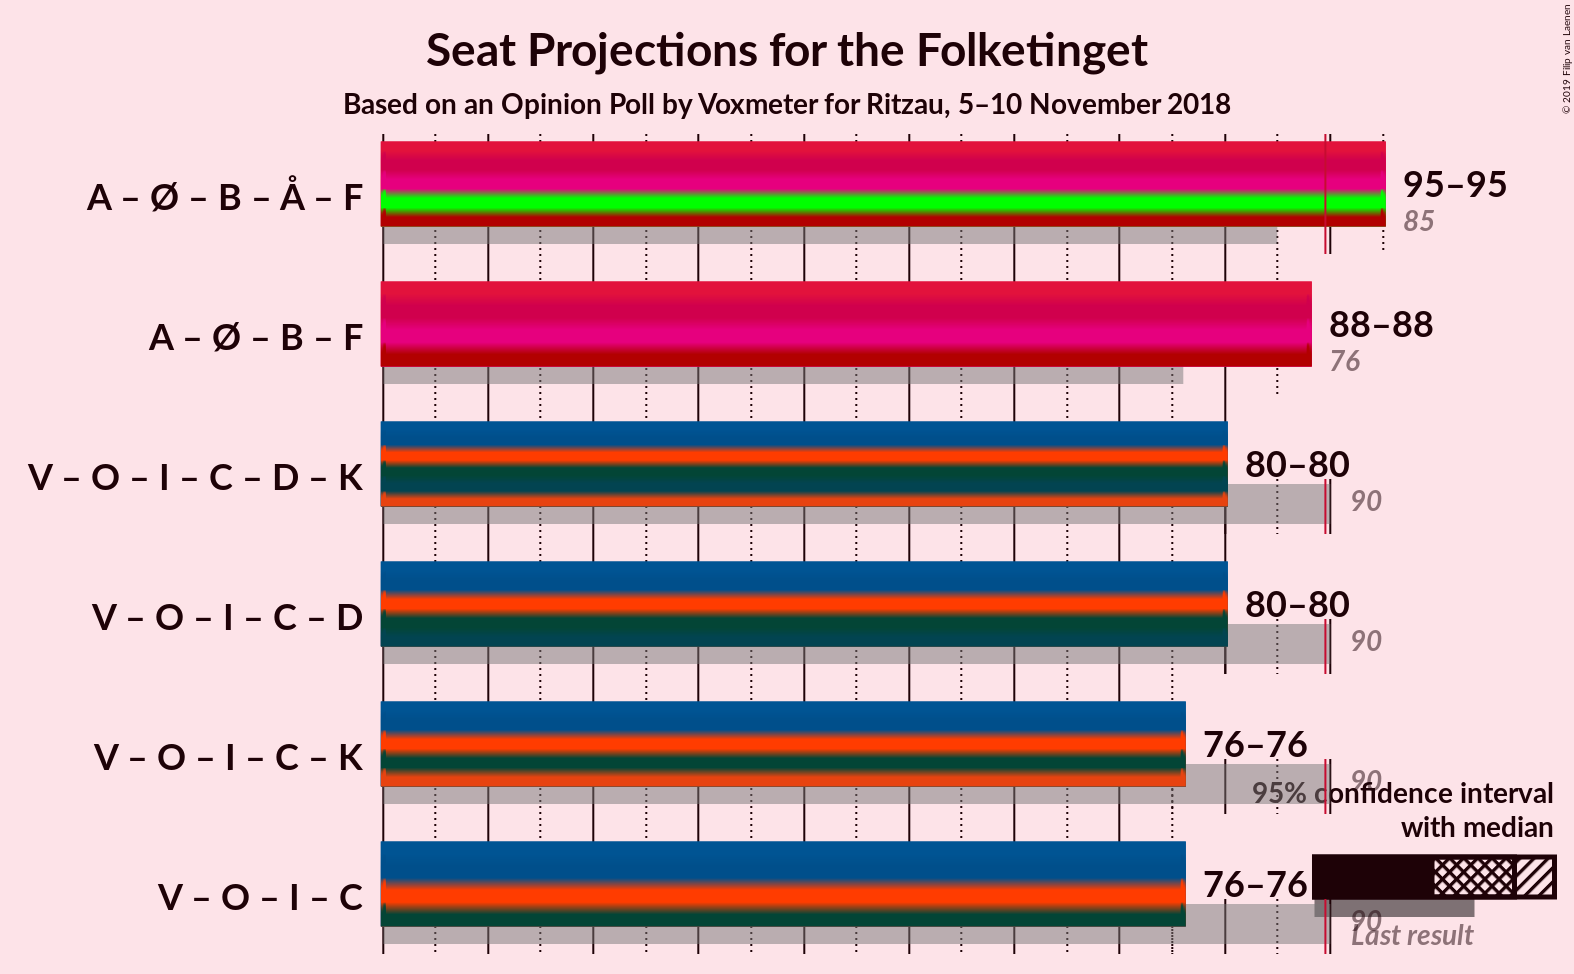 Seat Projections for the Folketinget
Based on an Opinion Poll by Voxmeter for Ritzau, 5–10 November 2018
© 2019 Filip van Laenen
A – Ø – B – Å – F
95–95
85
A – Ø – B – F
88–88
76
V – O – I – C – D – K
80–80
90
V – O – I – C – D
80–80
90
V – O – I – C – K
76–76
90
95% confidence interval
with median
V – O – I – C
76–76
90
Last result